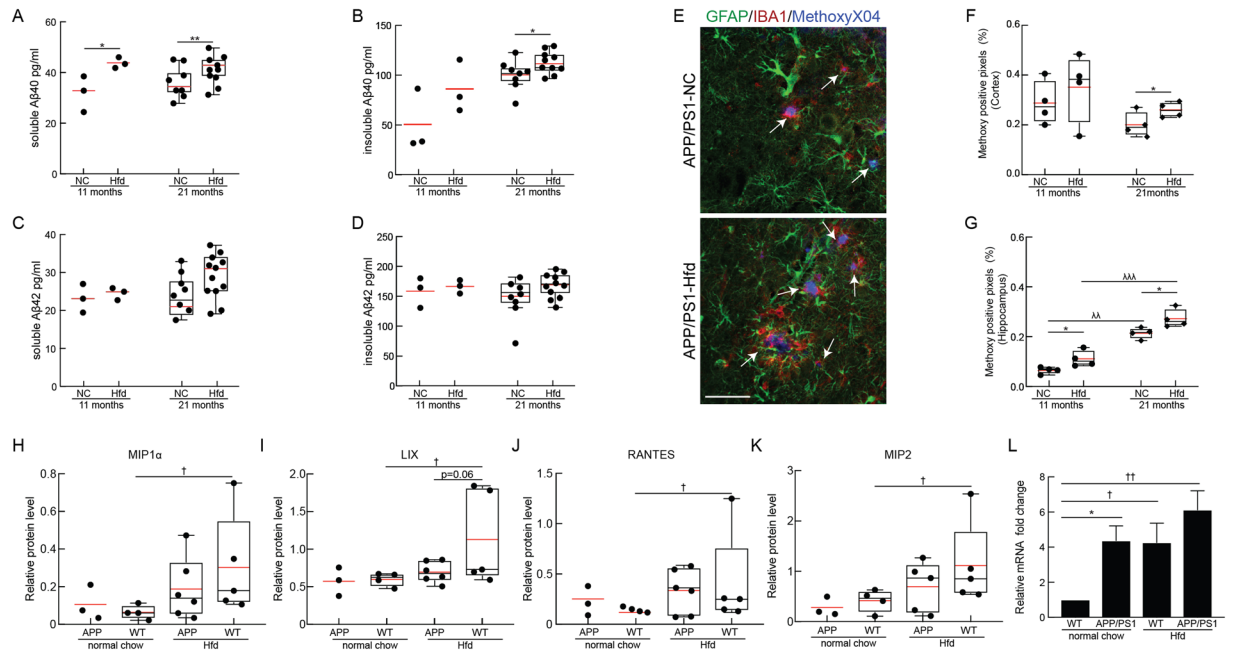 A
soluble Aβ40 pg/ml
60
40
20
0
*
**
NC
Hfd
NC
Hfd
11 months
21 months
B
insoluble Aβ40 pg/ml
150
100
50
0
*
NC
Hfd
NC
Hfd
11 months
21 months
C
soluble Aβ42 pg/ml
40
30
20
10
0
NC
Hfd
NC
Hfd
11 months
21 months
D
insoluble Aβ42 pg/ml
250
200
150
100
50
0
NC
Hfd
NC
Hfd
11 months
21 months
E
GFAP/IBA1/MethoxyX04
APP/PS1-NC
APP/PS1-Hfd
F
Methoxy positive pixels (%)
(Cortex)
0.6
0.4
0.2
0.0
*
NC
Hfd
NC
Hfd
11 months
21months
G
Methoxy positive pixels (%)
(Hippocampus)
0.6
0.4
0.2
0.0
λλλ
*
λλ
*
NC
Hfd
NC
Hfd
11 months
21 months
H
MIP1α
Relative protein level
0.8
0.6
0.4
0.2
0.0
†
APP
WT
APP
WT
normal chow
Hfd
I
LIX
Relative protein level
2.0
1.5
1.0
0.5
0.0
†
p=0.06
APP
WT
APP
WT
normal chow
Hfd
J
RANTES
Relative protein level
1.5
1.0
0.5
0.0
†
APP
WT
APP
WT
normal chow
Hfd
K
MIP2
Relative protein level
3
2
1
0
†
APP
WT
APP
WT
normal chow
Hfd
L
Relative mRNA fold change
8
6
4
2
0
††
†
*
WT
APP/PS1
WT
APP/PS1
normal chow
Hfd